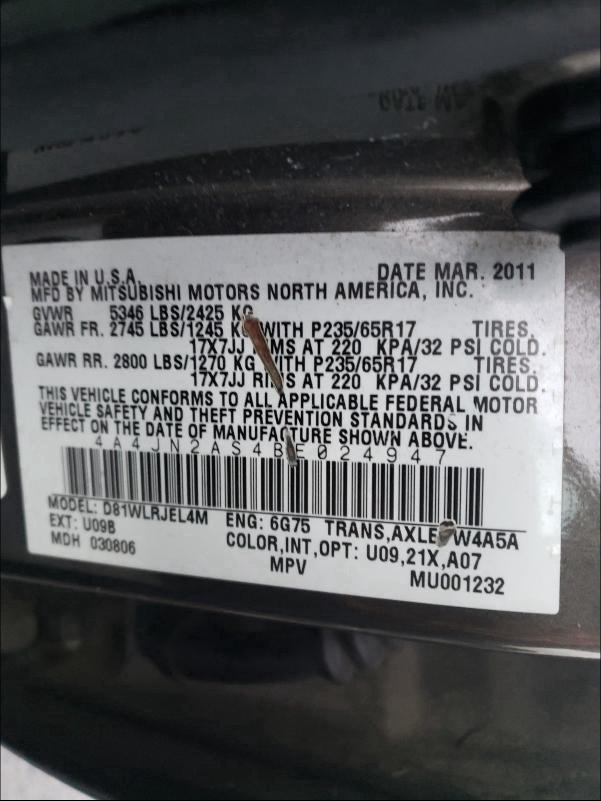 MADE IN U.S.A. DATE MAR. 2011
MFD BY MITSUBISHI MOTORS NORTH AMERICA, INC.
GVWR 5346 LBS/2425 KG
GAWR FR. 2745 LBS/1245 KG WITH P235/65R17 TIRES.
17X7JJ RIMS AT 220 KPA/32 PSI COLD.
GAWR RR. 2800 LBS/1270 KG WITH P235/65R17 TIRES.
17X7JJ RIMS AT 220 KPA/32 PSI COLD.
THIS VEHICLE CONFORMS TO ALL APPLICABLE FEDERAL MOTOR
VEHICLE SAFETY AND THEFT PREVENTION STANDARDS IN
EFFECT ON THE DATE OF MANUFACTURE SHOWN ABOVE.
4A4JN2AS4BE024947
MODEL: D81WLRJEL4M ENG: 6G75 TRANS,AXLE: W4A5A
EXT: U09B COLOR,INT,OPT: U09,21X,A07
MDH 030806 MPV MU001232